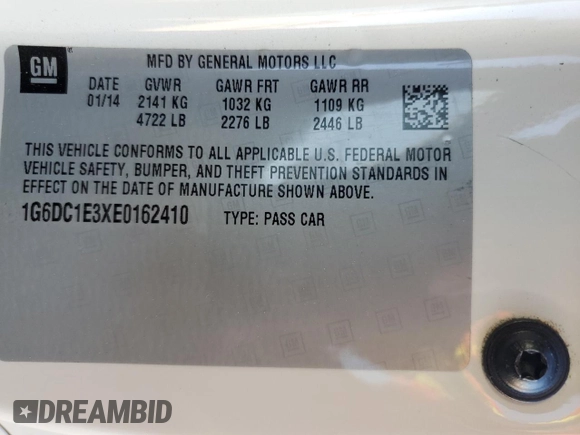 GM
MFD BY GENERAL MOTORS LLC
DATE GVWR GAWR FRT GAWR RR
01/14 2141 KG 1032 KG 1109 KG
4722 LB 2276 LB 2446 LB
THIS VEHICLE CONFORMS TO ALL APPLICABLE U.S. FEDERAL MOTOR
VEHICLE SAFETY, BUMPER, AND THEFT PREVENTION STANDARDS IN
EFFECT ON THE DATE OF MANUFACTURE SHOWN ABOVE.
1G6DC1E3XE0162410 TYPE: PASS CAR
DREAMBID